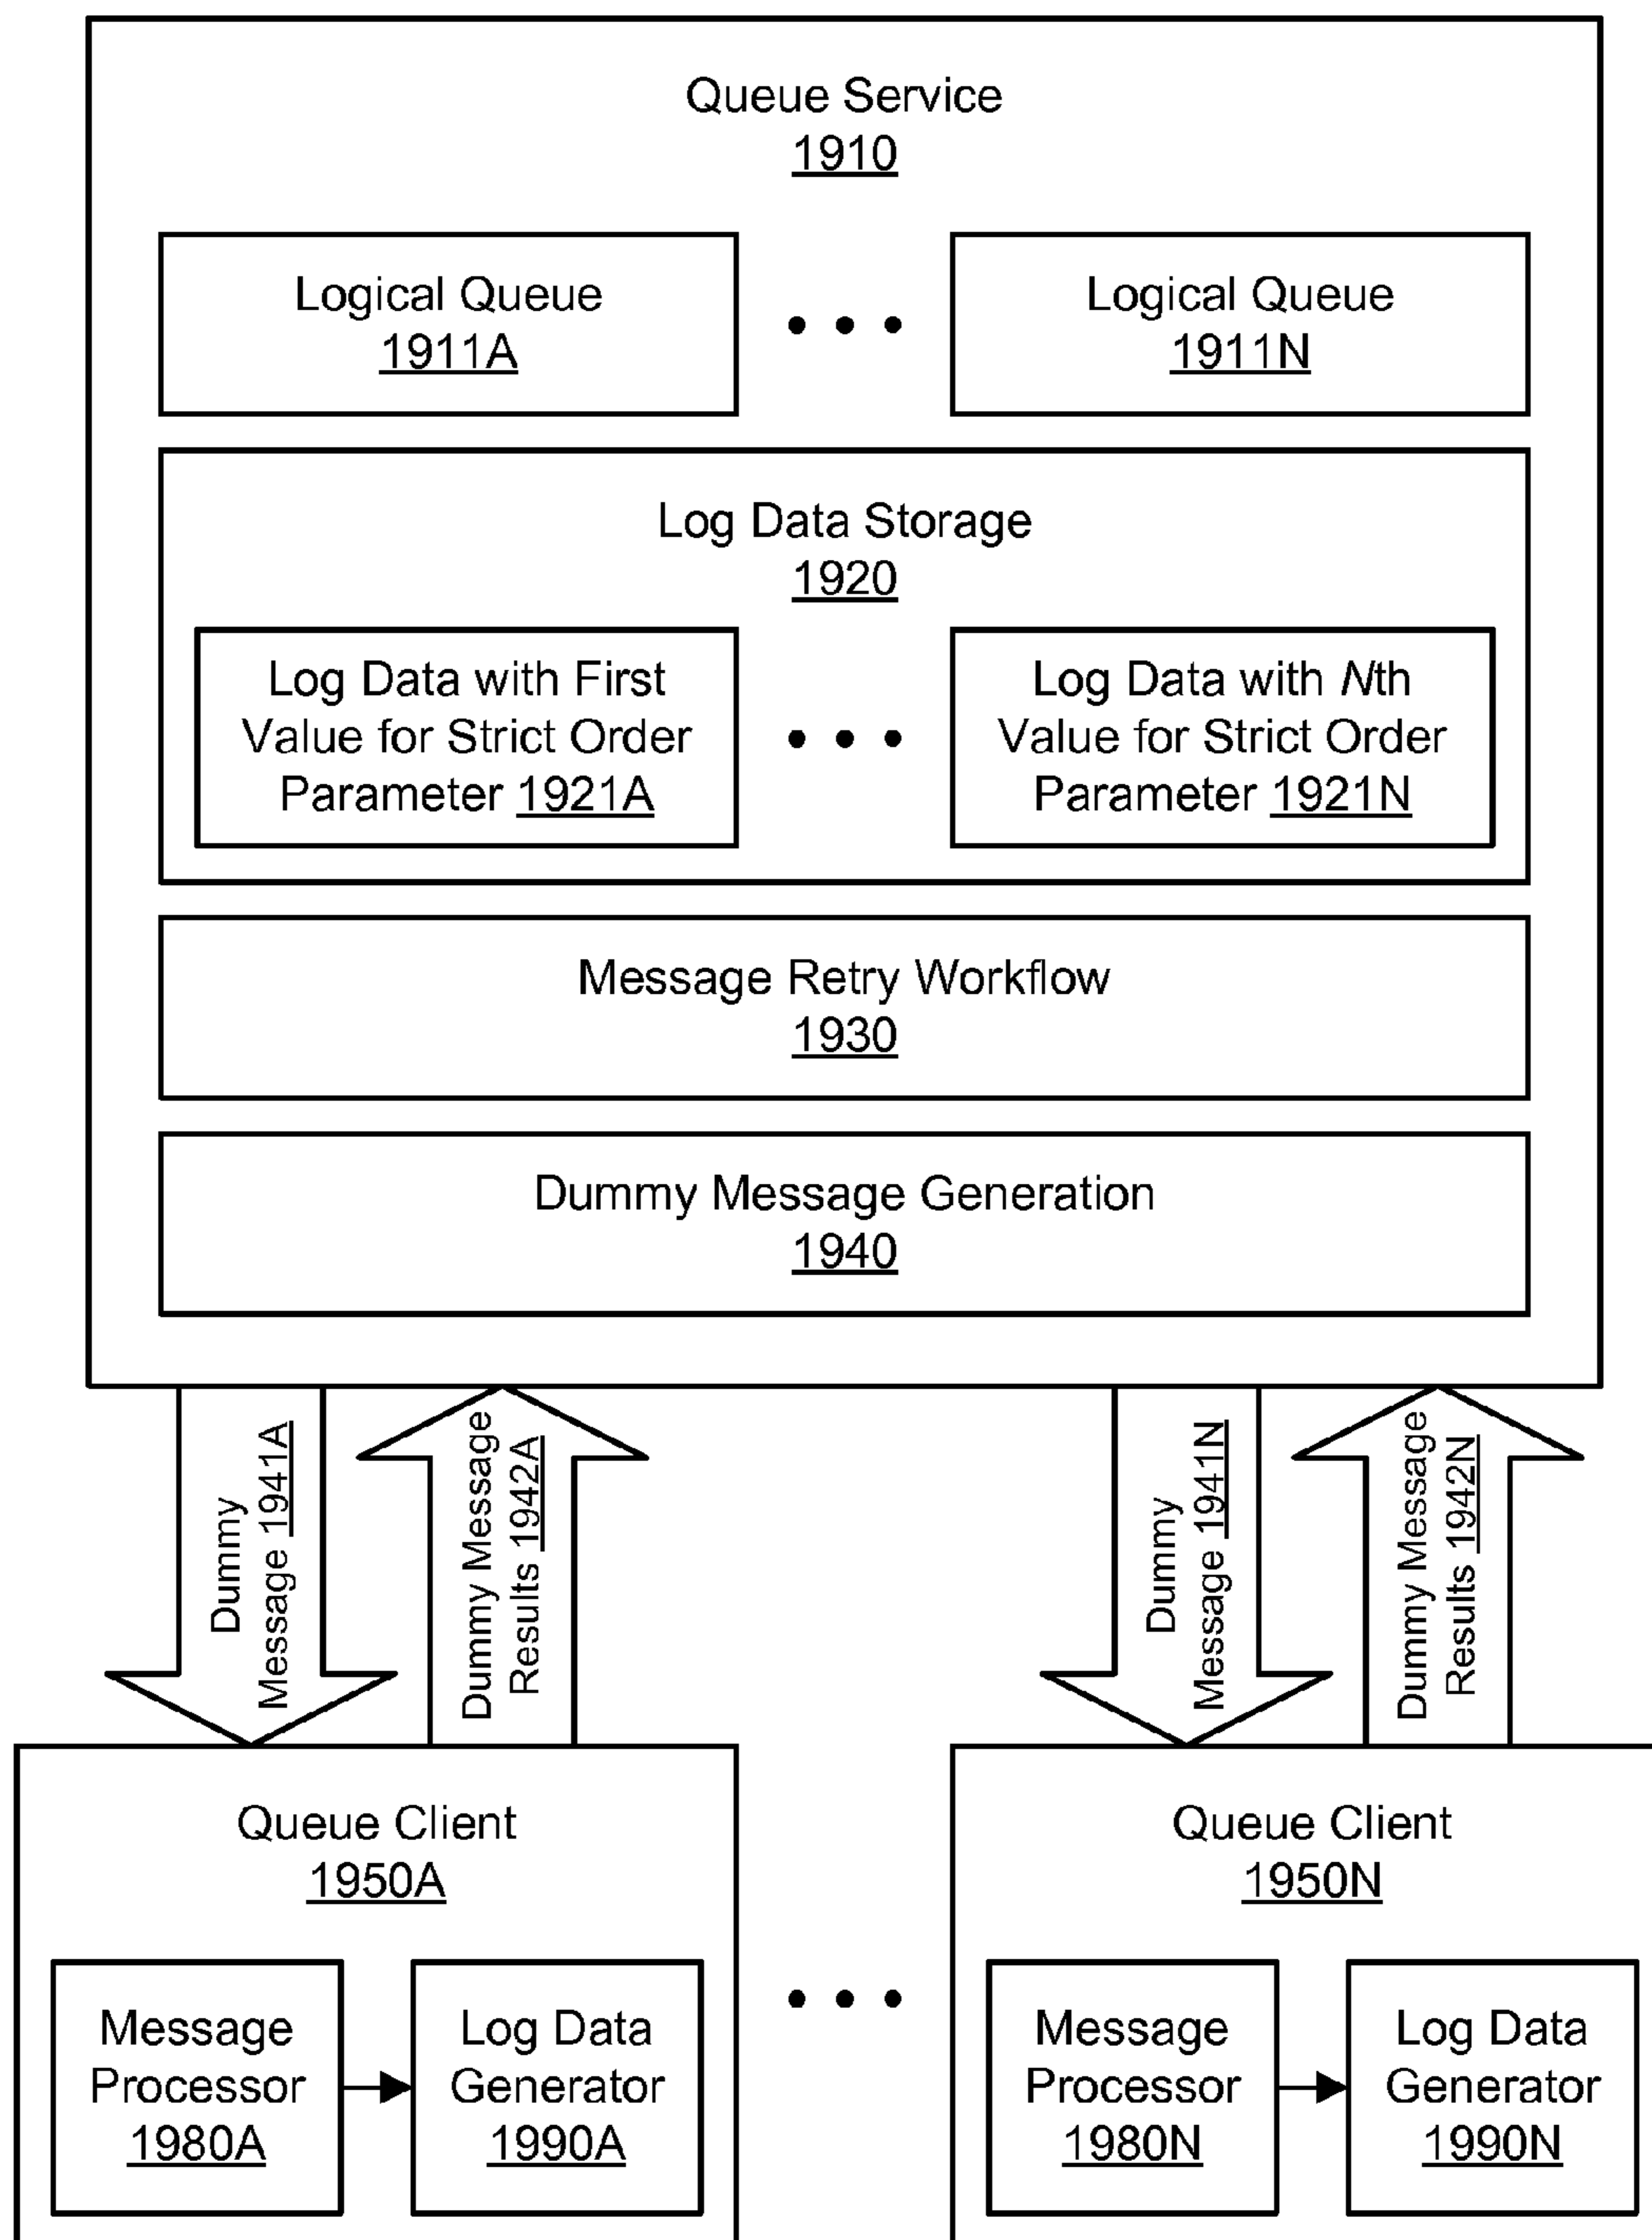 Queue Service
1910
Logical Queue
1911A
Logical Queue
1911N
Log Data Storage
1920
Log Data with First
Value for Strict Order
Parameter 1921A
Log Data with Nth
Value for Strict Order
Parameter 1921N
Message Retry Workflow
1930
Dummy Message Generation
1940
Dummy
Message 1941A
Dummy Message
Results 1942A
Dummy
Message 1941N
Dummy Message
Results 1942N
Queue Client
1950A
Message
Processor
1980A
Log Data
Generator
1990A
Queue Client
1950N
Message
Processor
1980N
Log Data
Generator
1990N